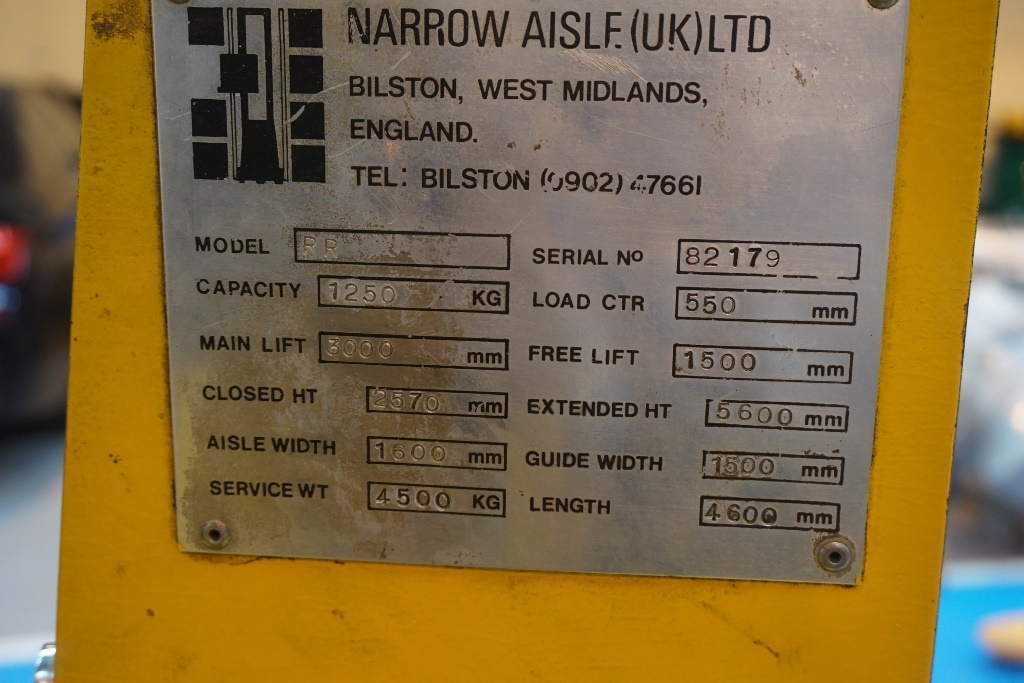 NARROW AISLE (UK) LTD
BILSTON, WEST MIDLANDS,
ENGLAND.
TEL: BILSTON (0902) 47661
MODEL RR SERIAL No 82179
CAPACITY 1250 KG LOAD CTR 550 mm
MAIN LIFT 3000 mm FREE LIFT 1500 mm
CLOSED HT 2570 mm EXTENDED HT 5600 mm
AISLE WIDTH 1600 mm GUIDE WIDTH 1500 mm
SERVICE WT 4500 KG LENGTH 4600 mm